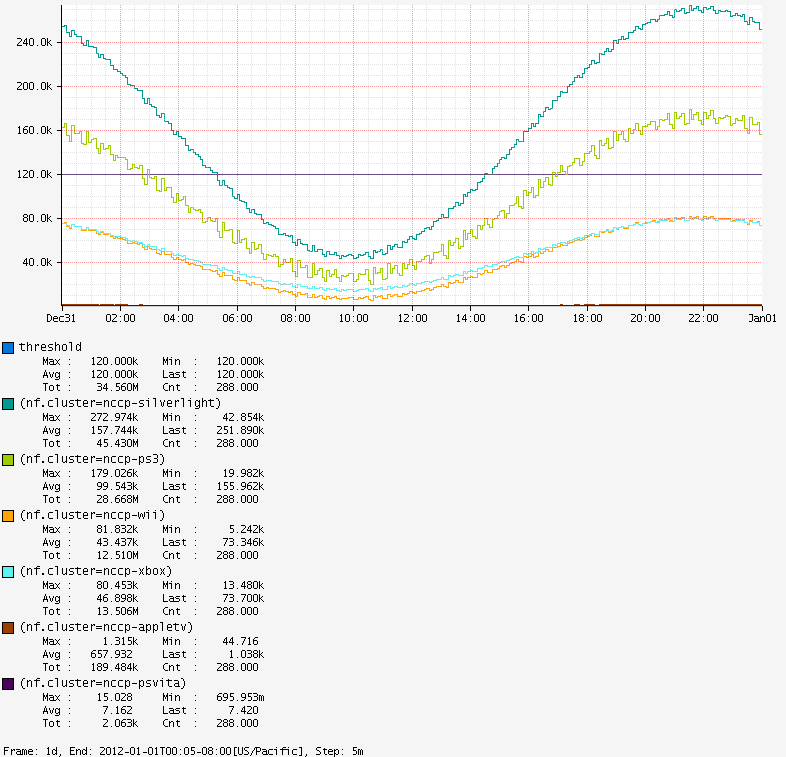 240.0k
200.0k
160.0k
120.0k
80.0k
40.0k
Dec31 02:00 04:00 06:00 08:00 10:00 12:00 14:00 16:00 18:00 20:00 22:00 Jan01
threshold
Max : 120.000k Min : 120.000k
Avg : 120.000k Last : 120.000k
Tot : 34.560M Cnt : 288.000
(nf.cluster=nccp-silverlight)
Max : 272.974k Min : 42.854k
Avg : 157.744k Last : 251.890k
Tot : 45.430M Cnt : 288.000
(nf.cluster=nccp-ps3)
Max : 179.026k Min : 19.982k
Avg : 99.543k Last : 155.962k
Tot : 28.668M Cnt : 288.000
(nf.cluster=nccp-wii)
Max : 81.832k Min : 5.242k
Avg : 43.437k Last : 73.346k
Tot : 12.510M Cnt : 288.000
(nf.cluster=nccp-xbox)
Max : 80.453k Min : 13.480k
Avg : 46.898k Last : 73.700k
Tot : 13.506M Cnt : 288.000
(nf.cluster=nccp-appletv)
Max : 1.315k Min : 44.716
Avg : 657.932 Last : 1.038k
Tot : 189.484k Cnt : 288.000
(nf.cluster=nccp-psvita)
Max : 15.028 Min : 695.953m
Avg : 7.162 Last : 7.420
Tot : 2.063k Cnt : 288.000
Frame: 1d, End: 2012-01-01T00:05-08:00[US/Pacific], Step: 5m